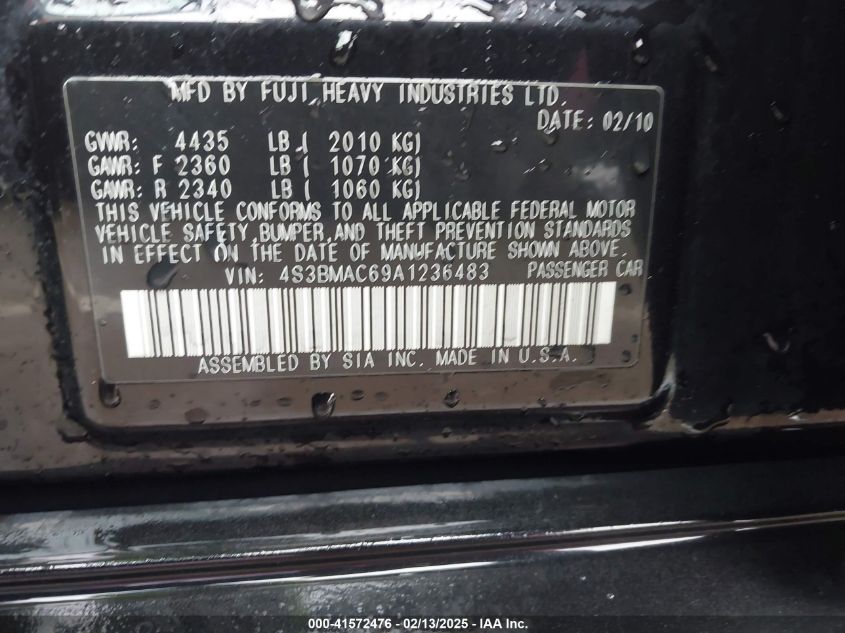 MFD BY FUJI HEAVY INDUSTRIES LTD.
DATE: 02/10
GVWR: 4435 LB ( 2010 KG)
GAWR: F 2360 LB ( 1070 KG)
GAWR: R 2340 LB ( 1060 KG)
THIS VEHICLE CONFORMS TO ALL APPLICABLE FEDERAL MOTOR
VEHICLE SAFETY, BUMPER, AND THEFT PREVENTION STANDARDS
IN EFFECT ON THE DATE OF MANUFACTURE SHOWN ABOVE.
VIN: 4S3BMAC69A1236483 PASSENGER CAR
ASSEMBLED BY SIA INC. MADE IN U.S.A.
000-41572476 - 02/13/2025 - IAA Inc.